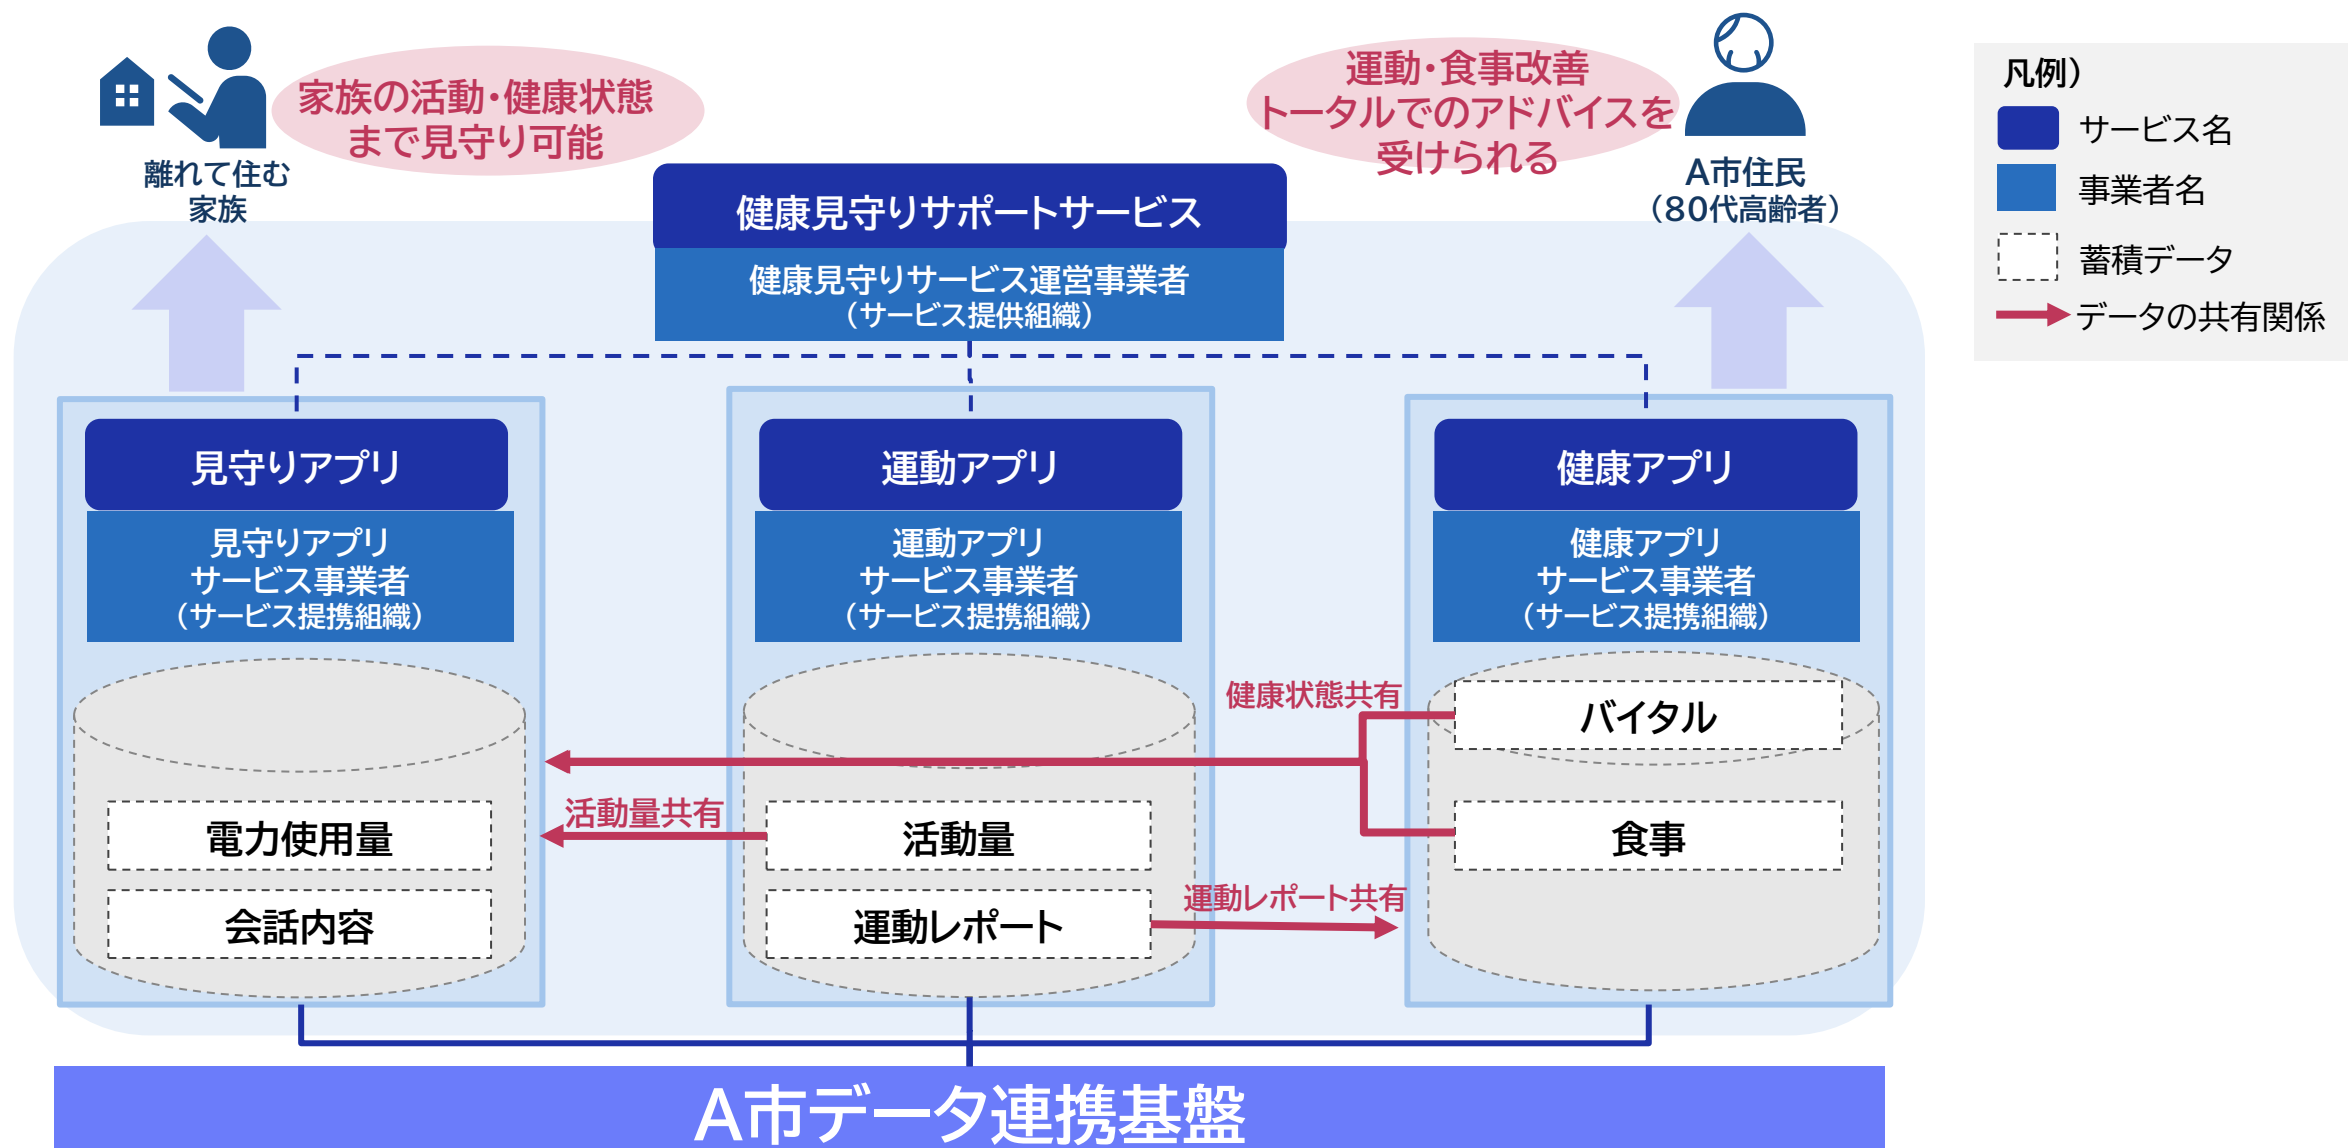 家族の活動・健康状態
まで見守り可能
離れて住む
家族
運動・食事改善
トータルでのアドバイスを
受けられる
A市住民
（80代高齢者）
凡例）
サービス名
事業者名
蓄積データ
データの共有関係
健康見守りサポートサービス
健康見守りサービス運営事業者
（サービス提供組織）
見守りアプリ
見守りアプリ
サービス事業者
（サービス提携組織）
電力使用量
会話内容
運動アプリ
運動アプリ
サービス事業者
（サービス提携組織）
活動量共有
活動量
運動レポート
健康アプリ
健康アプリ
サービス事業者
（サービス提携組織）
健康状態共有
バイタル
食事
運動レポート共有
A市データ連携基盤